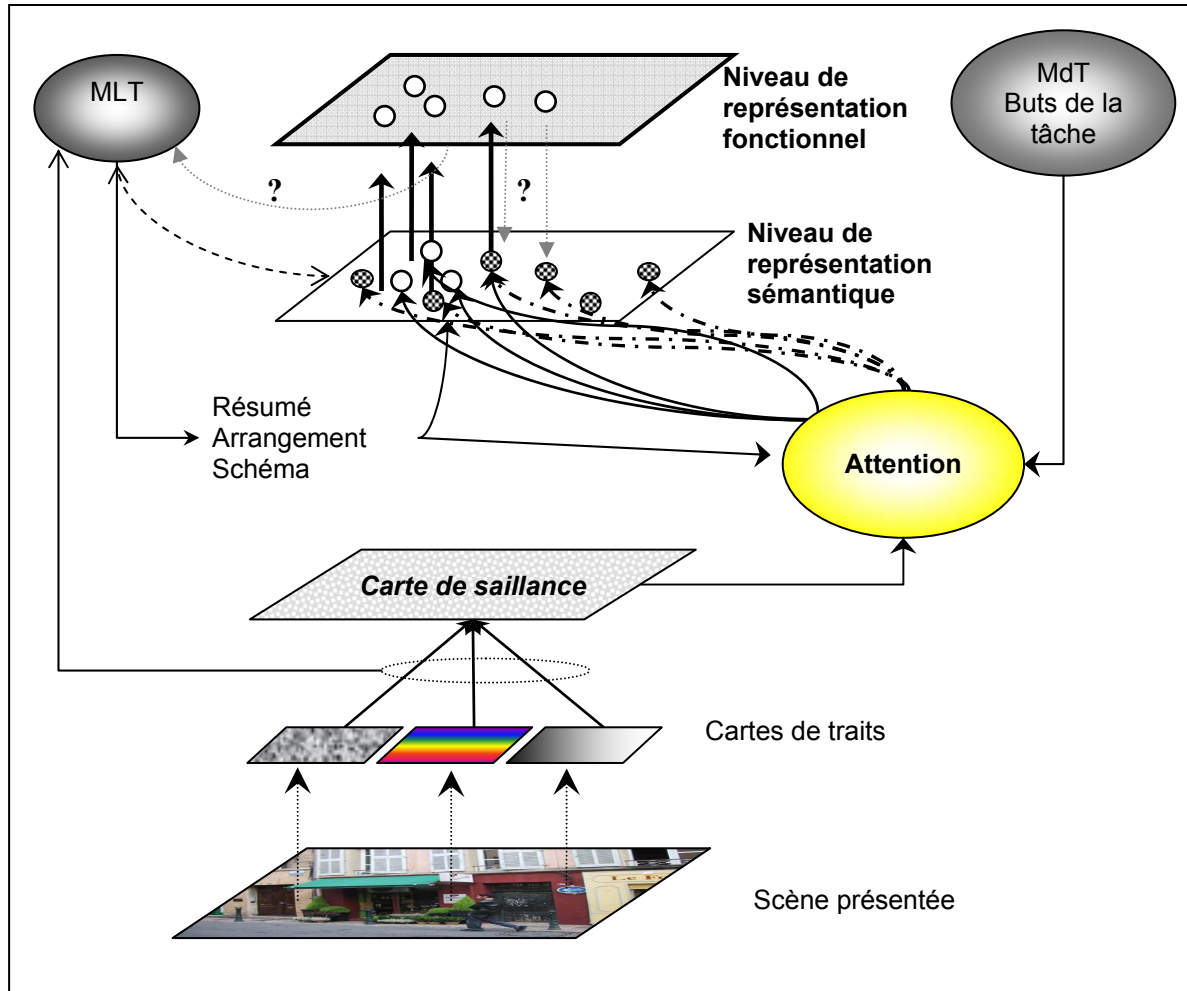 MLT
Niveau de
représentation
fonctionnel
MdT
Buts de la
tâche
?
?
Niveau de
représentation
sémantique
Résumé
Arrangement
Schéma
Attention
Carte de saillance
Cartes de traits
Scène présentée